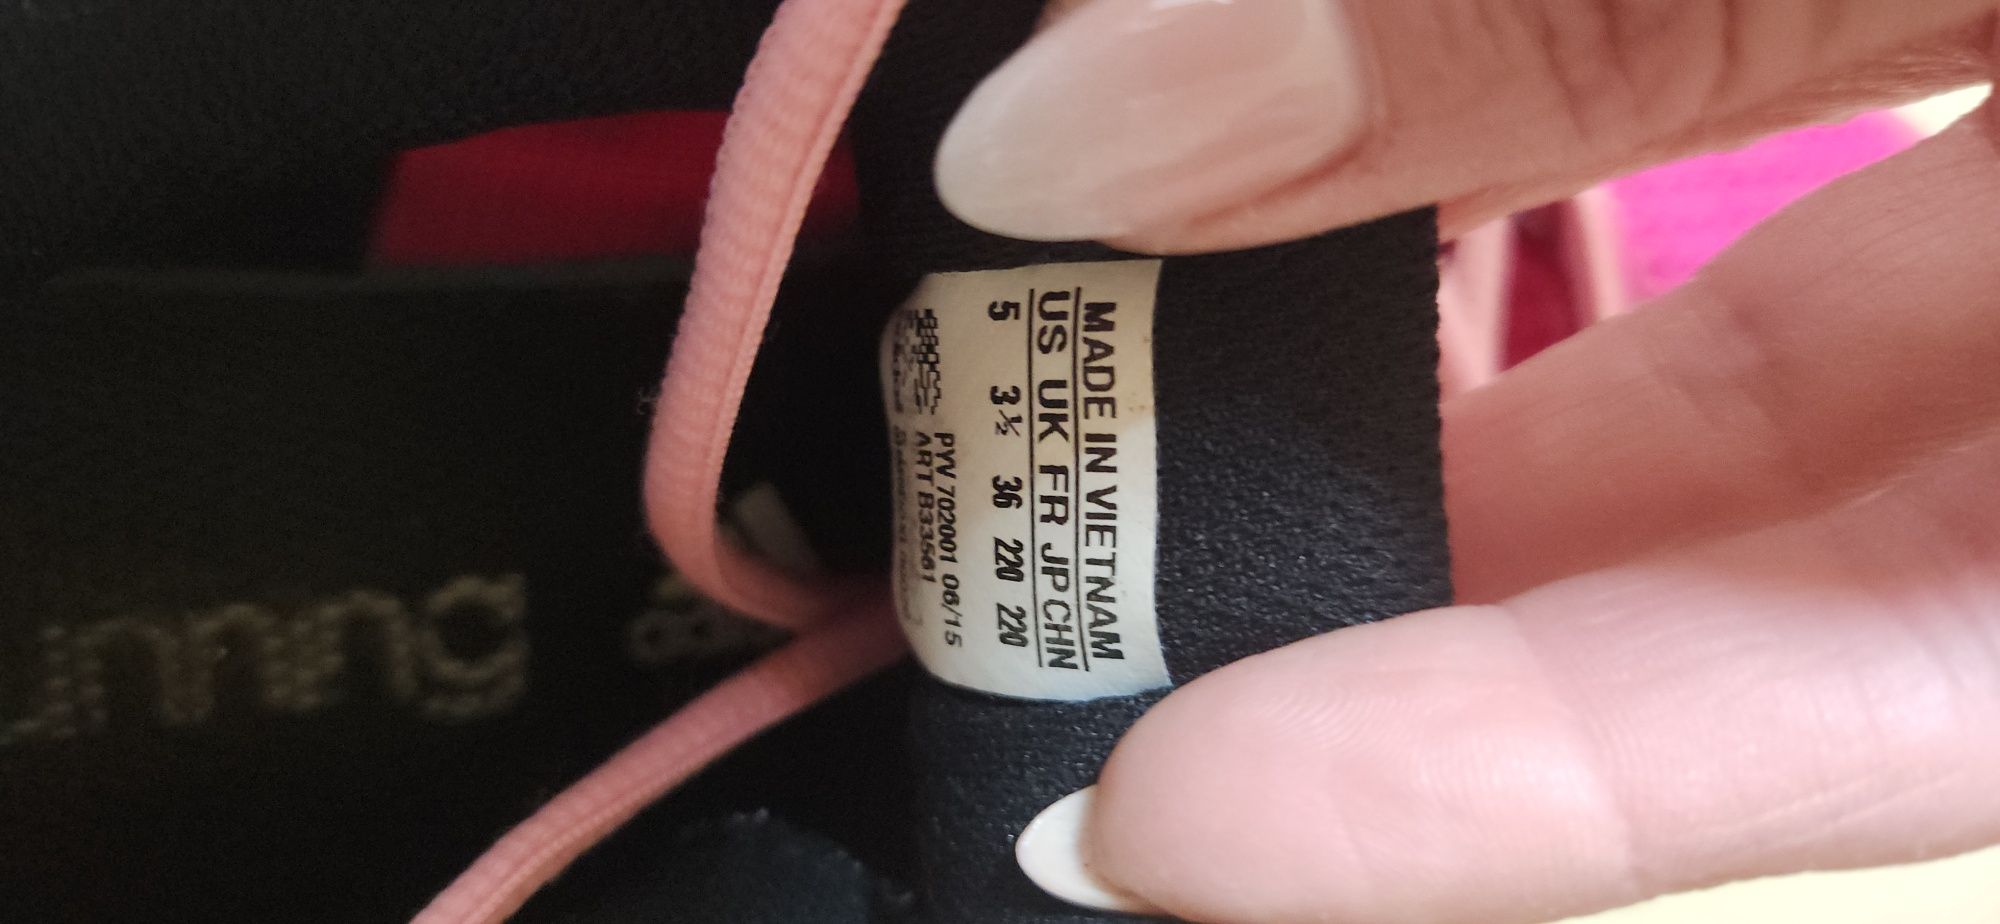 MADE IN VIETNAM
US UK FR JP CHN
5 3½ 36 220 220
PYV 702001 06/15
ART B33561
running